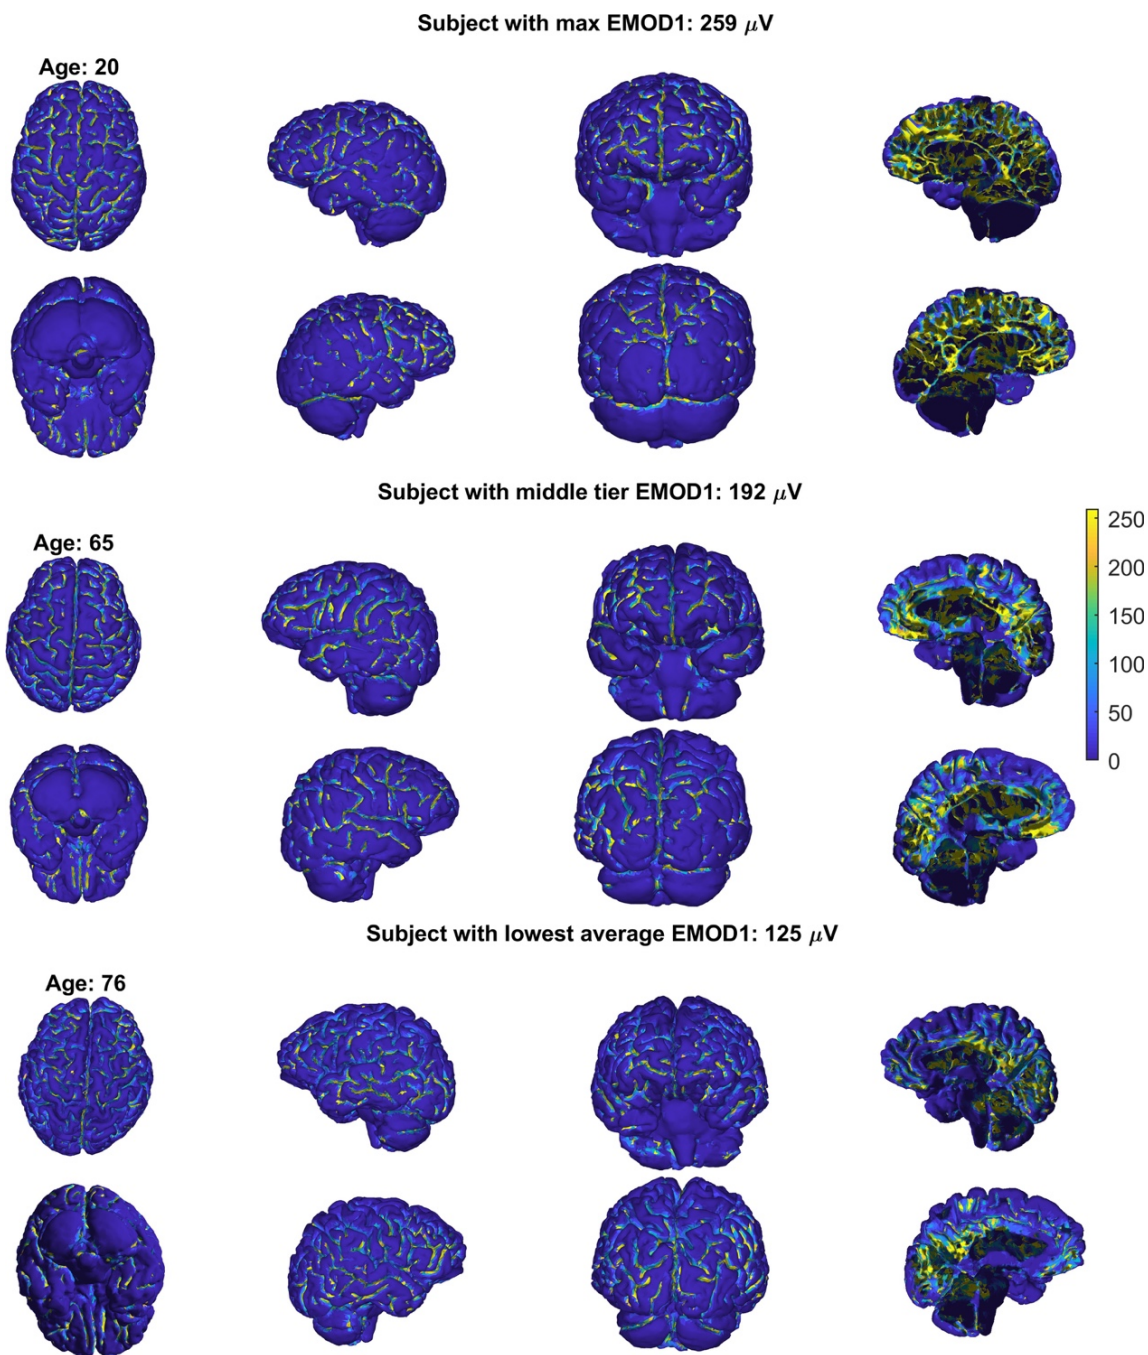 Subject with max EMOD1: 259 μV
Age: 20
Subject with middle tier EMOD1: 192 μV
Age: 65
250
200
150
100
50
0
Subject with lowest average EMOD1: 125 μV
Age: 76